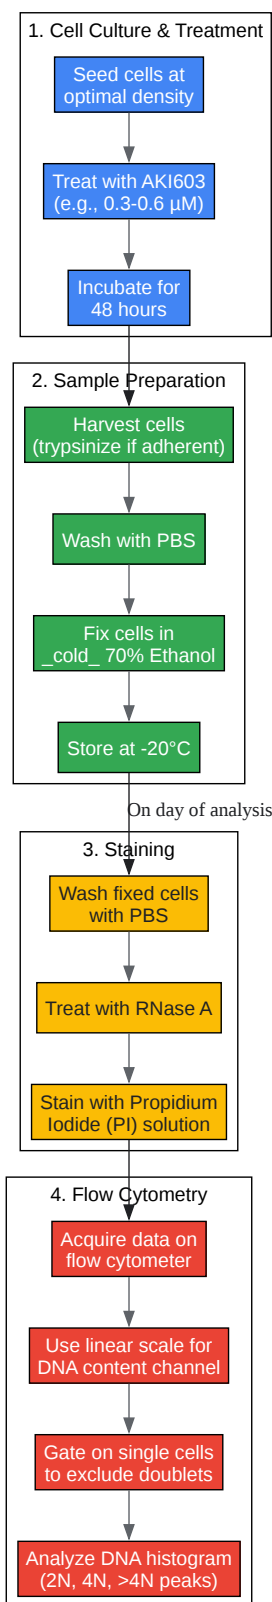 1. Cell Culture & Treatment
Seed cells at
optimal density
Treat with AKI603
(e.g., 0.3-0.6 µM)
Incubate for
48 hours
2. Sample Preparation
Harvest cells
(trypsinize if adherent)
Wash with PBS
Fix cells in
_cold_ 70% Ethanol
Store at -20°C
On day of analysis
3. Staining
Wash fixed cells
with PBS
Treat with RNase A
Stain with Propidium
Iodide (PI) solution
4. Flow Cytometry
Acquire data on
flow cytometer
Use linear scale for
DNA content channel
Gate on single cells
to exclude doublets
Analyze DNA histogram
(2N, 4N, >4N peaks)